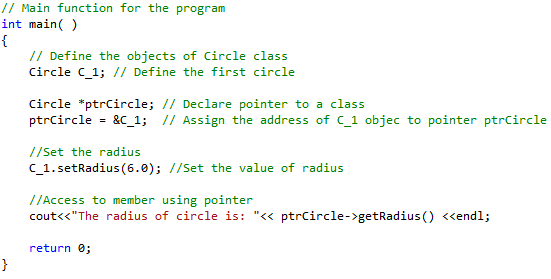 // Main function for the program
int main( )
{
// Define the objects of Circle class
Circle C_1; // Define the first circle
Circle *ptrCircle; // Declare pointer to a class
ptrCircle = &C_1;  // Assign the address of C_1 objec to pointer ptrCircle
//Set the radius
C_1.setRadius(6.0); //Set the value of radius
//Access to member using pointer
cout<<"The radius of circle is: "<< ptrCircle->getRadius() <<endl;
return 0;
}